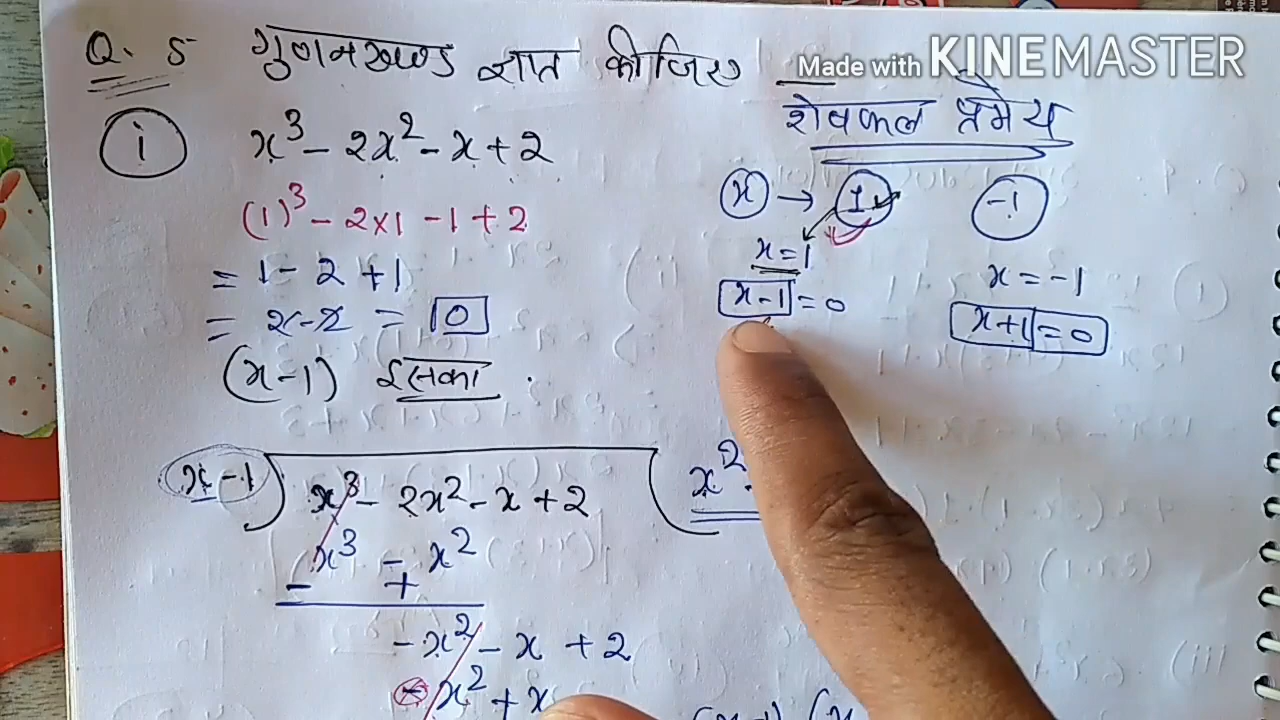 Q. 5 गुणनखण्ड ज्ञात कीजिए
Made with KINEMASTER
शेषफल प्रमेय
i x³ - 2x² - x + 2
(1)³ - 2×1 - 1 + 2
= 1 - 2 + 1
= 2 - 2 = 0
(x-1) इसका
x → 1 -1
x = 1
x - 1 = 0
x = -1
x + 1 = 0
x - 1 ) x³ - 2x² - x + 2 ( x²
x³ - x²
- +
- x² - x + 2
- x² + x
(x-1) (x